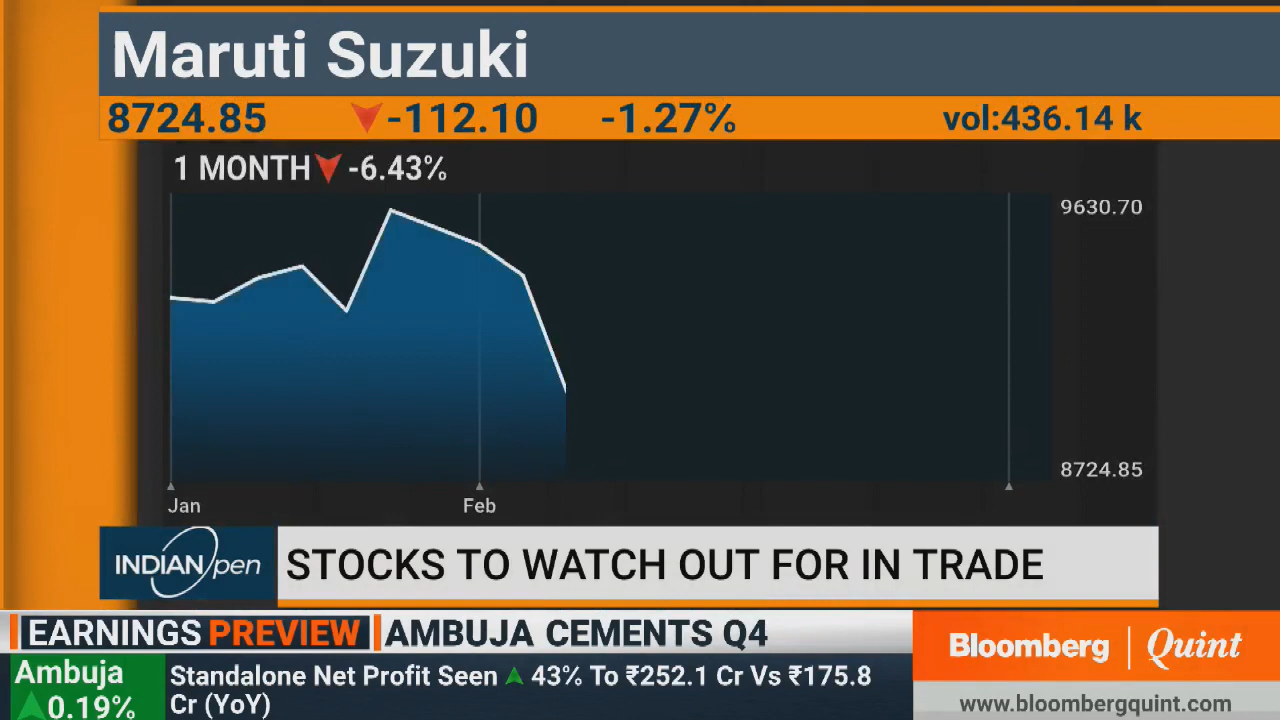 Maruti Suzuki
8724.85 -112.10 -1.27% vol:436.14 k
1 MONTH -6.43%
9630.70
8724.85
Jan Feb
INDIAN pen STOCKS TO WATCH OUT FOR IN TRADE
EARNINGS PREVIEW AMBUJA CEMENTS Q4
Bloomberg | Quint
Ambuja
0.19%
Standalone Net Profit Seen ▲ 43% To ₹252.1 Cr Vs ₹175.8
Cr (YoY)
www.bloombergquint.com